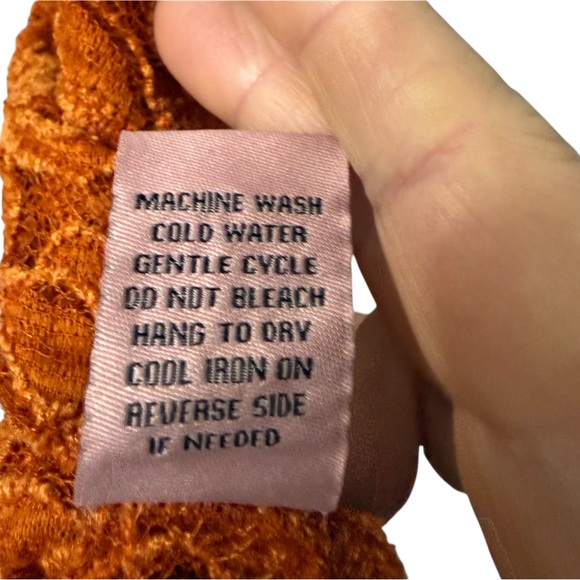 MACHINE WASH
COLD WATER
GENTLE CYCLE
DO NOT BLEACH
HANG TO DRY
COOL IRON ON
REVERSE SIDE
IF NEEDED